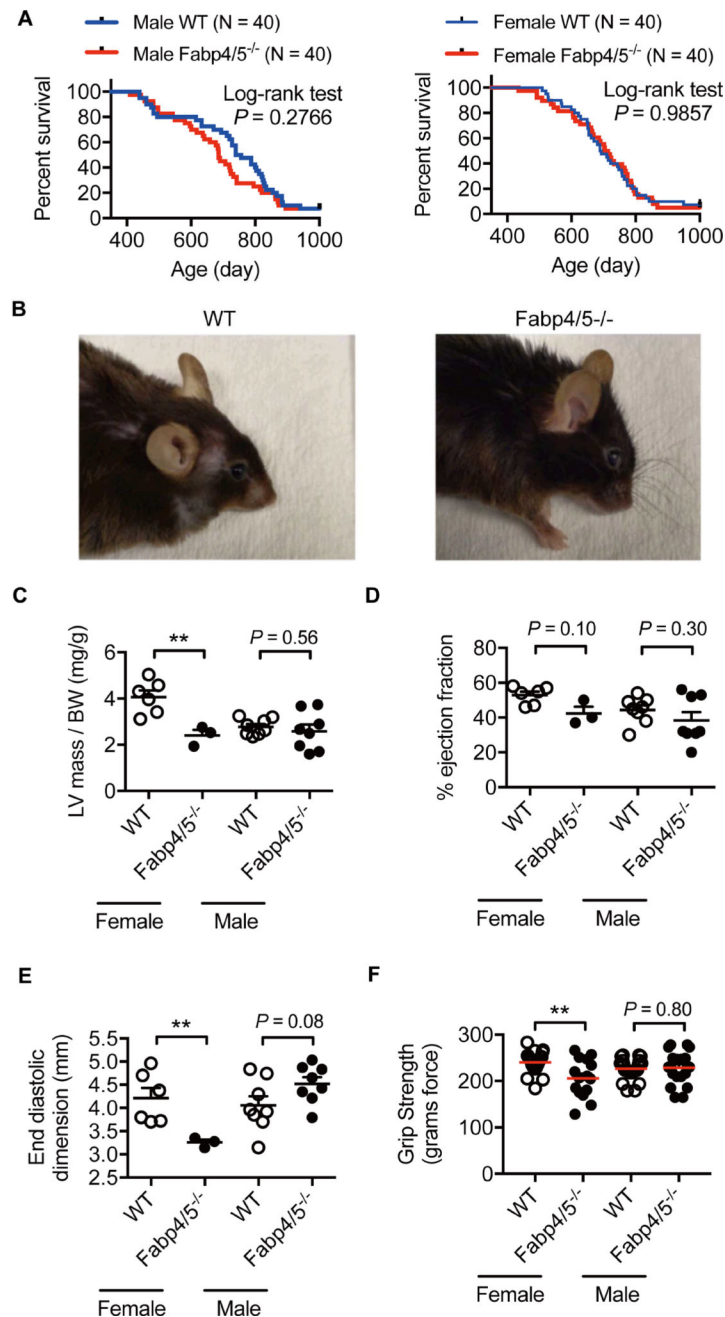 A
Male WT (N = 40)
Male Fabp4/5-/- (N = 40)
Log-rank test
P = 0.2766
Percent survival
100
80
60
40
20
0
400 600 800 1000
Age (day)
Female WT (N = 40)
Female Fabp4/5-/- (N = 40)
Log-rank test
P = 0.9857
Percent survival
100
80
60
40
20
0
400 600 800 1000
Age (day)
B
WT
Fabp4/5-/-
C
LV mass / BW (mg/g)
6
4
2
0
**
P = 0.56
WT
Fabp4/5-/-
WT
Fabp4/5-/-
Female
Male
D
% ejection fraction
80
60
40
20
0
P = 0.10
P = 0.30
WT
Fabp4/5-/-
WT
Fabp4/5-/-
Female
Male
E
End diastolic
dimension (mm)
5.5
5.0
4.5
4.0
3.5
3.0
2.5
**
P = 0.08
WT
Fabp4/5-/-
WT
Fabp4/5-/-
Female
Male
F
Grip Strength
(grams force)
300
200
100
0
**
P = 0.80
WT
Fabp4/5-/-
WT
Fabp4/5-/-
Female
Male